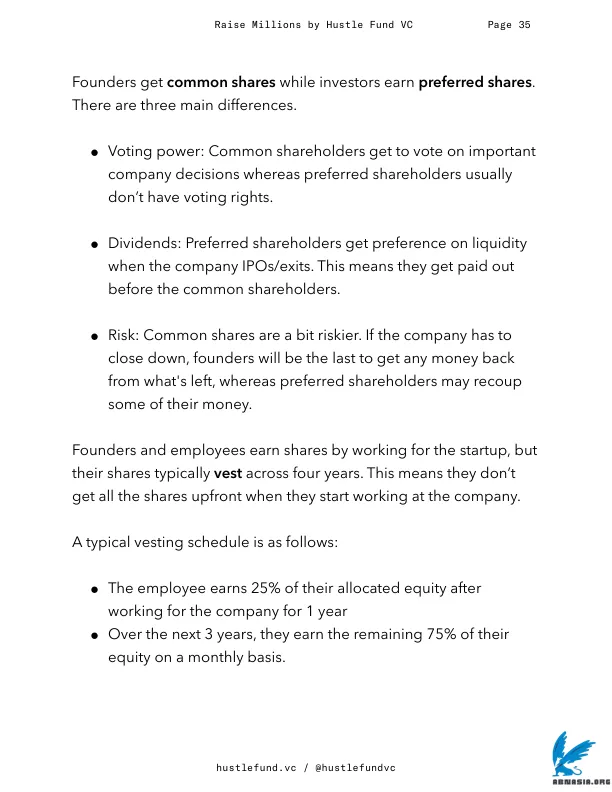 Raise Millions by Hustle Fund VC Page 35
Founders get common shares while investors earn preferred shares.
There are three main differences.
● Voting power: Common shareholders get to vote on important
company decisions whereas preferred shareholders usually
don’t have voting rights.
● Dividends: Preferred shareholders get preference on liquidity
when the company IPOs/exits. This means they get paid out
before the common shareholders.
● Risk: Common shares are a bit riskier. If the company has to
close down, founders will be the last to get any money back
from what's left, whereas preferred shareholders may recoup
some of their money.
Founders and employees earn shares by working for the startup, but
their shares typically vest across four years. This means they don’t
get all the shares upfront when they start working at the company.
A typical vesting schedule is as follows:
● The employee earns 25% of their allocated equity after
working for the company for 1 year
● Over the next 3 years, they earn the remaining 75% of their
equity on a monthly basis.
hustlefund.vc / @hustlefundvc
ABNASIA.ORG